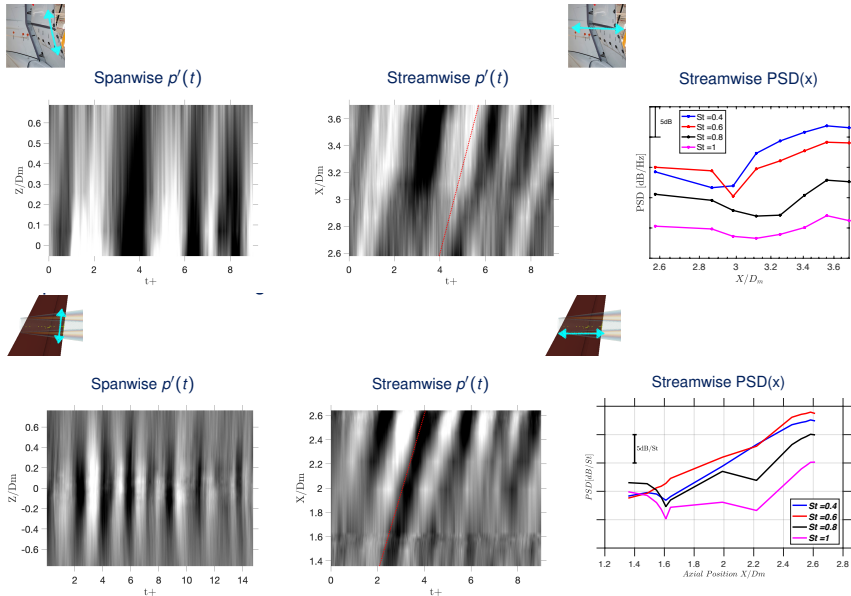 Spanwise p′(t)
Streamwise p′(t)
Streamwise PSD(x)
0.6
0.5
0.4
0.3
0.2
0.1
0
Z/Dm
0 2 4 6 8
t+
3.6
3.4
3.2
3
2.8
2.6
X/Dm
0 2 4 6 8
t+
5dB
St =0.4
St =0.6
St =0.8
St =1
PSD [dB/Hz]
2.6 2.8 3 3.2 3.4 3.6
X/Dm
Spanwise p′(t)
Streamwise p′(t)
Streamwise PSD(x)
0.6
0.4
0.2
0
-0.2
-0.4
-0.6
Z/Dm
2 4 6 8 10 12 14
t+
2.6
2.4
2.2
2
1.8
1.6
1.4
X/Dm
0 2 4 6 8
t+
5dB/St
PSD[dB/St]
St =0.4
St =0.6
St =0.8
St =1
1.2 1.4 1.6 1.8 2 2.2 2.4 2.6 2.8
Axial Position X/Dm